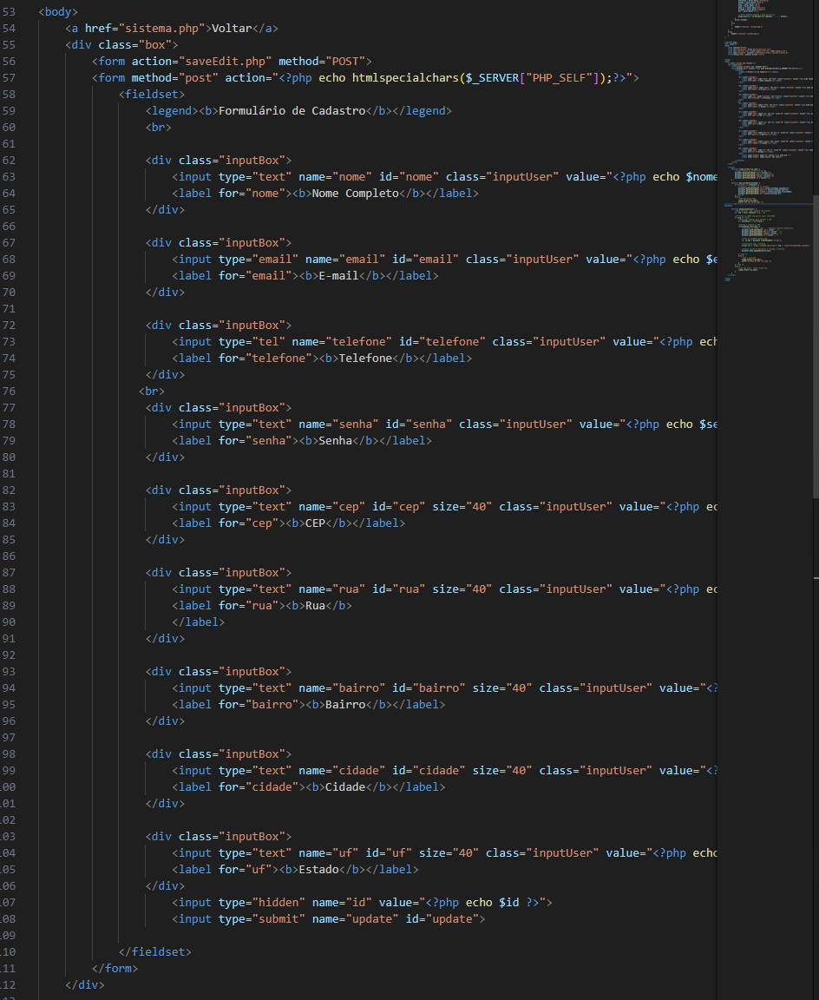 53 <body>
54 <a href="sistema.php">Voltar</a>
55 <div class="box">
56 <form action="saveEdit.php" method="POST">
57 <form method="post" action="<?php echo htmlspecialchars($_SERVER["PHP_SELF"]);?>">
58 <fieldset>
59 <legend><b>Formulário de Cadastro</b></legend>
60 <br>
61
62 <div class="inputBox">
63 <input type="text" name="nome" id="nome" class="inputUser" value="<?php echo $nome
64 <label for="nome"><b>Nome Completo</b></label>
65 </div>
66
67 <div class="inputBox">
68 <input type="email" name="email" id="email" class="inputUser" value="<?php echo $e
69 <label for="email"><b>E-mail</b></label>
70 </div>
71
72 <div class="inputBox">
73 <input type="tel" name="telefone" id="telefone" class="inputUser" value="<?php ech
74 <label for="telefone"><b>Telefone</b></label>
75 </div>
76 <br>
77 <div class="inputBox">
78 <input type="text" name="senha" id="senha" class="inputUser" value="<?php echo $se
79 <label for="senha"><b>Senha</b></label>
80 </div>
81
82 <div class="inputBox">
83 <input type="text" name="cep" id="cep" size="40" class="inputUser" value="<?php ec
84 <label for="cep"><b>CEP</b></label>
85 </div>
86
87 <div class="inputBox">
88 <input type="text" name="rua" id="rua" size="40" class="inputUser" value="<?php ec
89 <label for="rua"><b>Rua</b>
90 </label>
91 </div>
92
93 <div class="inputBox">
94 <input type="text" name="bairro" id="bairro" size="40" class="inputUser" value="<?
95 <label for="bairro"><b>Bairro</b></label>
96 </div>
97
98 <div class="inputBox">
99 <input type="text" name="cidade" id="cidade" size="40" class="inputUser" value="<?
00 <label for="cidade"><b>Cidade</b></label>
01 </div>
02
03 <div class="inputBox">
04 <input type="text" name="uf" id="uf" size="40" class="inputUser" value="<?php echo
05 <label for="uf"><b>Estado</b></label>
06 </div>
07 <input type="hidden" name="id" value="<?php echo $id ?>">
08 <input type="submit" name="update" id="update">
09
10 </fieldset>
11 </form>
12 </div>